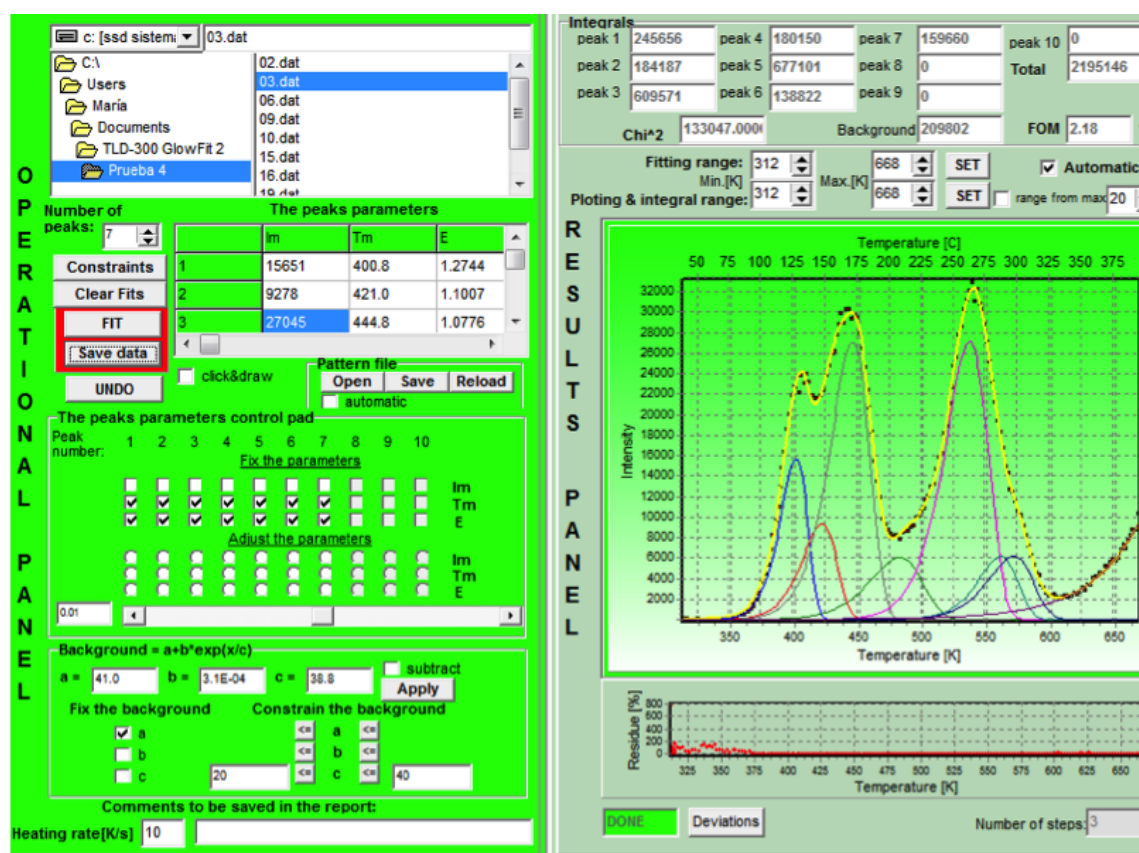 c: [ssd sistema
03.dat
C:\
Users
María
Documents
TLD-300 GlowFit 2
Prueba 4
02.dat
03.dat
06.dat
09.dat
10.dat
15.dat
16.dat
19.dat
OPERATIONAL PANEL
Number of peaks: 7
The peaks parameters
Im Tm E
1 15651 400.8 1.2744
2 9278 421.0 1.1007
3 27045 444.8 1.0776
Constraints
Clear Fits
FIT
Save data
UNDO
click&draw
Pattern file
Open Save Reload
automatic
The peaks parameters control pad
Peak number: 1 2 3 4 5 6 7 8 9 10
Fix the parameters
Im
Tm
E
Adjust the parameters
Im
Tm
E
0.01
Background = a+b*exp(x/c)
a = 41.0 b = 3.1E-04 c = 38.8
subtract
Apply
Fix the background Constrain the background
a <= a <=
b <= b <=
c 20 <= c <= 40
Comments to be saved in the report:
Heating rate[K/s] 10
Integrals
peak 1 245656 peak 4 180150 peak 7 159660 peak 10 0
peak 2 184187 peak 5 677101 peak 8 0 Total 2195146
peak 3 609571 peak 6 138822 peak 9 0
Chi^2 133047.000 Background 209802 FOM 2.18
Fitting range: 312 668 SET Automatic
Min.[K] Max.[K]
Ploting & integral range: 312 668 SET range from max 20
RESULTS PANEL
Temperature [C]
50 75 100 125 150 175 200 225 250 275 300 325 350 375
Intensity
32000
30000
28000
26000
24000
22000
20000
18000
16000
14000
12000
10000
8000
6000
4000
2000
350 400 450 500 550 600 650
Temperature [K]
Residue [%]
800
600
400
200
0
325 350 375 400 425 450 475 500 525 550 575 600 625 650
Temperature [K]
DONE Deviations Number of steps: 3